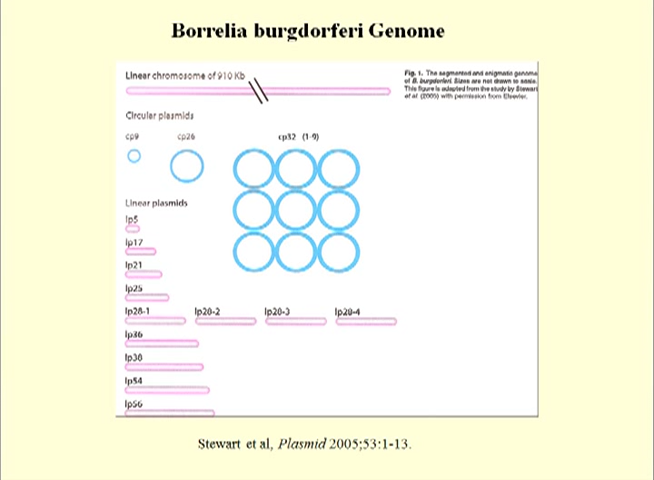 Borrelia burgdorferi Genome
Linear chromosome of 910 Kb
Fig. 1. The segmented and enigmatic genome
of B. burgdorferi. Sizes are not drawn to scale.
This figure is adapted from the study by Stewart
et al (2005) with permission from Elsevier.
Circular plasmids
cp9 cp26 cp32 (1-9)
Linear plasmids
lp5
lp17
lp21
lp25
lp28-1 lp28-2 lp28-3 lp28-4
lp36
lp38
lp54
lp56
Stewart et al, Plasmid 2005;53:1-13.